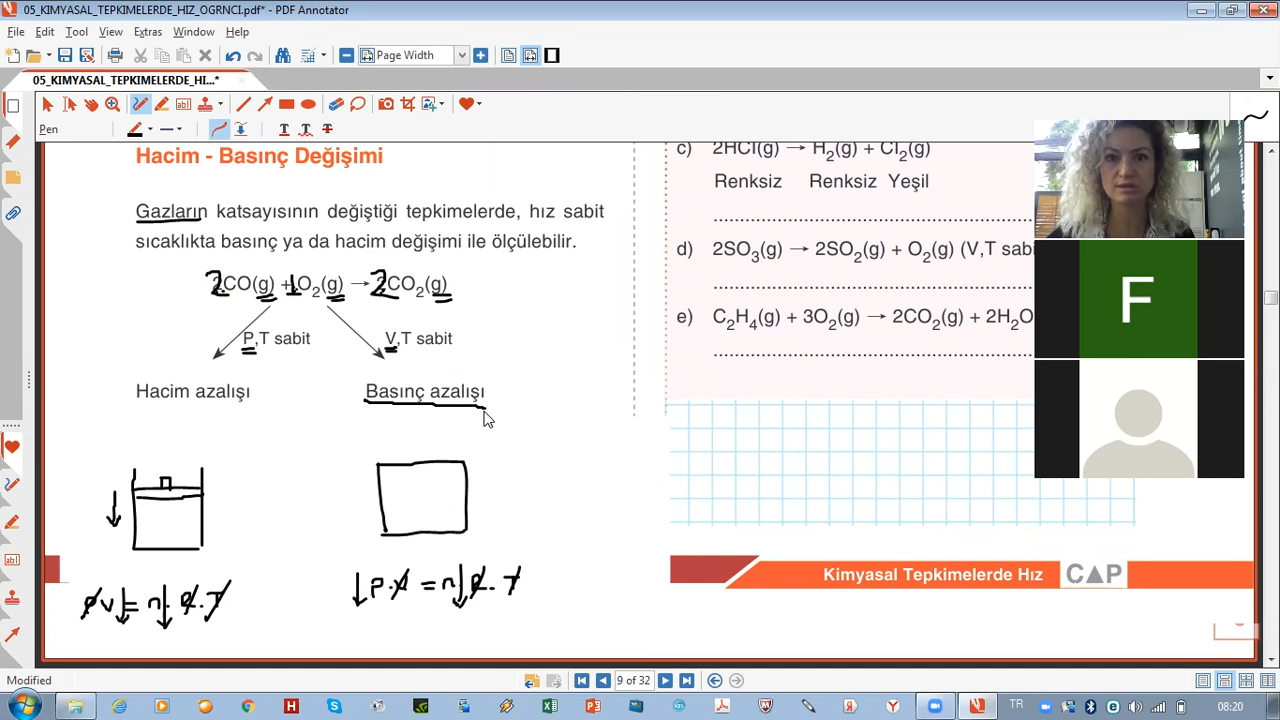 05_KIMYASAL_TEPKIMELERDE_HIZ_OGRNCI.pdf* - PDF Annotator
File Edit Tool View Extras Window Help
Page Width
05_KIMYASAL_TEPKIMELERDE_HI...*
Pen
Hacim - Basınç Değişimi
Gazların katsayısının değiştiği tepkimelerde, hız sabit
sıcaklıkta basınç ya da hacim değişimi ile ölçülebilir.
2CO(g) + 1O2(g) → 2CO2(g)
P,T sabit V,T sabit
Hacim azalışı Basınç azalışı
PV = n. R. T
P.V = n R. T
c) 2HCl(g) → H2(g) + Cl2(g)
Renksiz Renksiz Yeşil
d) 2SO3(g) → 2SO2(g) + O2(g) (V,T sabi
e) C2H4(g) + 3O2(g) → 2CO2(g) + 2H2O
F
Kimyasal Tepkimelerde Hız CAP
Modified 9 of 32
TR 08:20